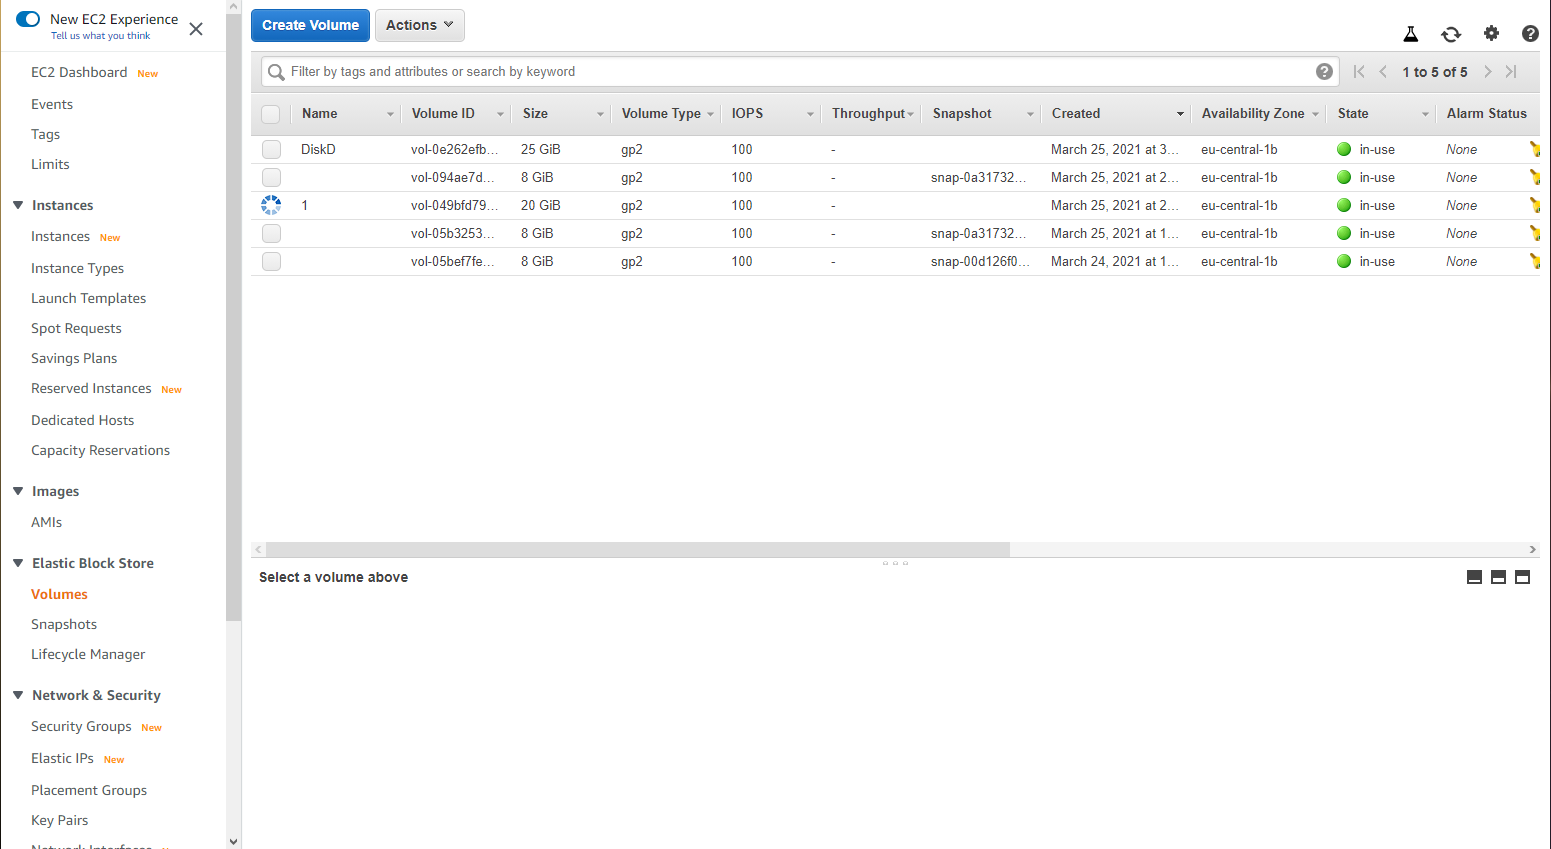 New EC2 Experience
Tell us what you think
EC2 Dashboard New
Events
Tags
Limits
Instances
Instances New
Instance Types
Launch Templates
Spot Requests
Savings Plans
Reserved Instances New
Dedicated Hosts
Capacity Reservations
Images
AMIs
Elastic Block Store
Volumes
Snapshots
Lifecycle Manager
Network & Security
Security Groups New
Elastic IPs New
Placement Groups
Key Pairs
Network Interfaces
Create Volume Actions
Filter by tags and attributes or search by keyword 1 to 5 of 5
Name Volume ID Size Volume Type IOPS Throughput Snapshot Created Availability Zone State Alarm Status
DiskD vol-0e262efb... 25 GiB gp2 100 - March 25, 2021 at 3... eu-central-1b in-use None
vol-094ae7d... 8 GiB gp2 100 - snap-0a31732... March 25, 2021 at 2... eu-central-1b in-use None
1 vol-049bfd79... 20 GiB gp2 100 - March 25, 2021 at 2... eu-central-1b in-use None
vol-05b3253... 8 GiB gp2 100 - snap-0a31732... March 25, 2021 at 1... eu-central-1b in-use None
vol-05bef7fe... 8 GiB gp2 100 - snap-00d126f0... March 24, 2021 at 1... eu-central-1b in-use None
Select a volume above